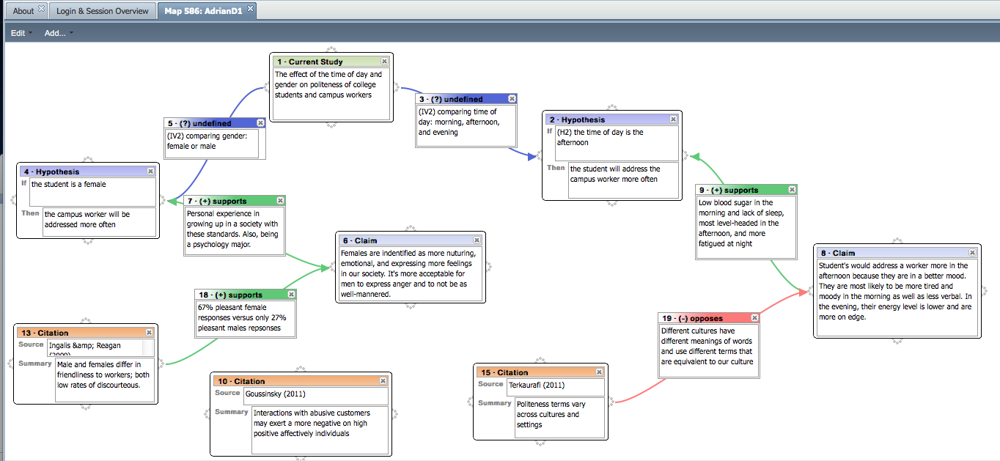 About
Login & Session Overview
Map 586: AdrianD1
Edit
Add...
1 - Current Study
The effect of the time of day and
gender on politeness of college
students and campus workers
3 - (?) undefined
(IV2) comparing time of
day: morning, afternoon,
and evening
5 - (?) undefined
(IV2) comparing gender:
female or male
2 - Hypothesis
If
(H2) the time of day is the
afternoon
Then
the student will address the
campus worker more often
4 - Hypothesis
If
the student is a female
Then
the campus worker will be
addressed more often
7 - (+) supports
Personal experience in
growing up in a society with
these standards. Also, being
a psychology major.
9 - (+) supports
Low blood sugar in the
morning and lack of sleep,
most level-headed in the
afternoon, and more
fatigued at night
6 - Claim
Females are indentified as more nuturing,
emotional, and expressing more feelings
in our society. It's more acceptable for
men to express anger and to not be as
well-mannered.
8 - Claim
Student's would address a worker more in the
afternoon because they are in a better mood.
They are most likely to be more tired and
moody in the morning as well as less verbal. In
the evening, their energy level is lower and are
more on edge.
18 - (+) supports
67% pleasant female
responses versus only 27%
pleasant males repsonses
19 - (-) opposes
Different cultures have
different meanings of words
and use different terms that
are equivalent to our culture
13 - Citation
Source
Ingalis &amp; Reagan
(2009)
Summary
Male and females differ in
friendliness to workers; both
low rates of discourteous.
10 - Citation
Source
Goussinsky (2011)
Summary
Interactions with abusive customers
may exert a more negative on high
positive affectively individuals
15 - Citation
Source
Terkaurafi (2011)
Summary
Politeness terms vary
across cultures and
settings